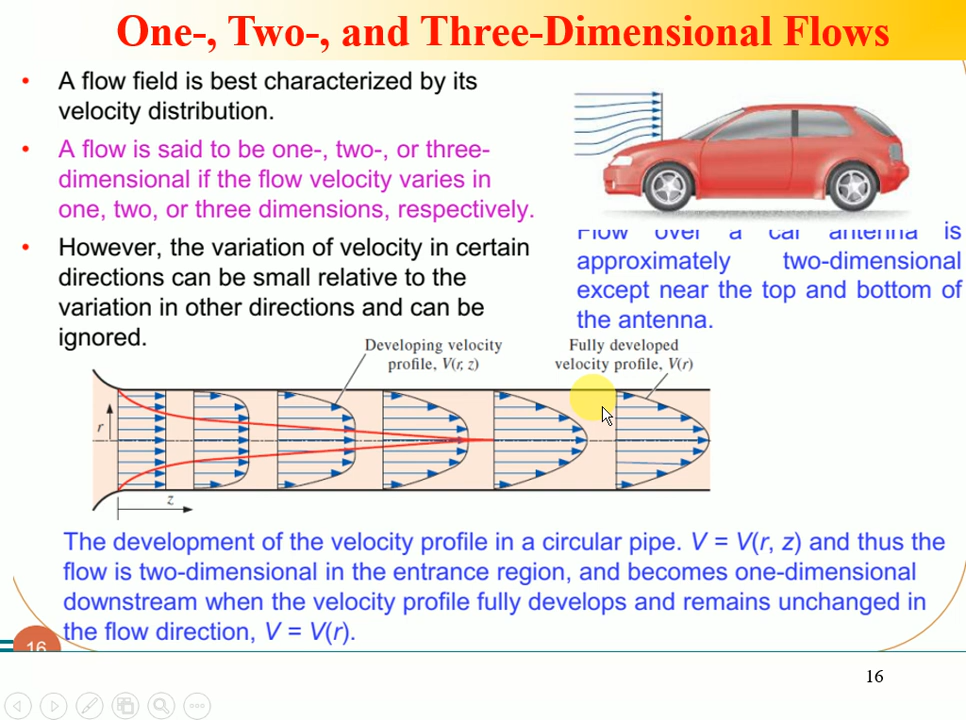 One-, Two-, and Three-Dimensional Flows
• A flow field is best characterized by its
velocity distribution.
• A flow is said to be one-, two-, or three-
dimensional if the flow velocity varies in
one, two, or three dimensions, respectively.
• However, the variation of velocity in certain
directions can be small relative to the
variation in other directions and can be
ignored.
Flow over a car antenna is
approximately two-dimensional
except near the top and bottom of
the antenna.
Developing velocity
profile, V(r, z)
Fully developed
velocity profile, V(r)
r
z
The development of the velocity profile in a circular pipe. V = V(r, z) and thus the
flow is two-dimensional in the entrance region, and becomes one-dimensional
downstream when the velocity profile fully develops and remains unchanged in
the flow direction, V = V(r).
16
16